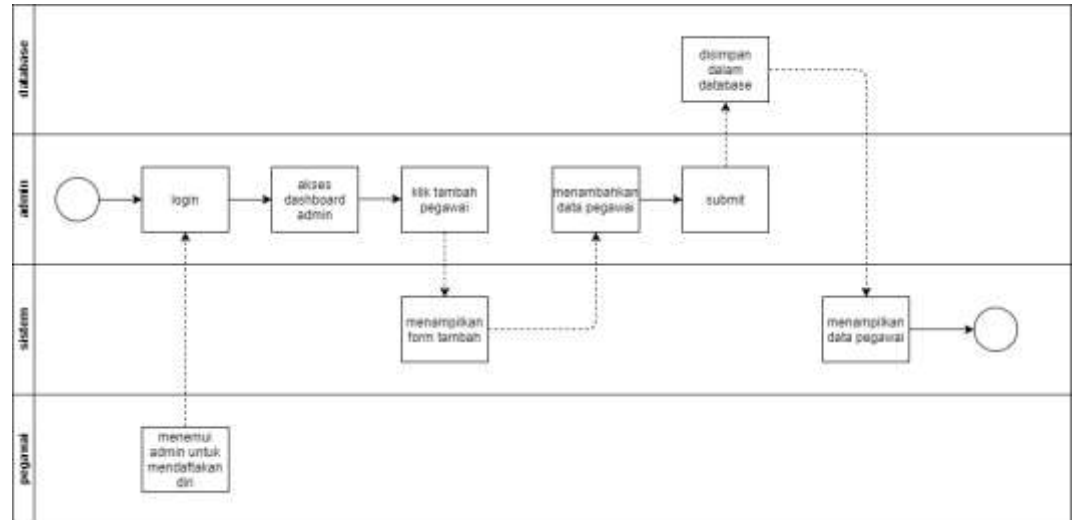 database
disimpan
dalam
database
admin
login
akses
dashboard
admin
klik tambah
pegawai
menambahkan
data pegawai
submit
sistem
menampilkan
form tambah
menampilkan
data pegawai
pegawai
menemui
admin untuk
mendaftakan
diri